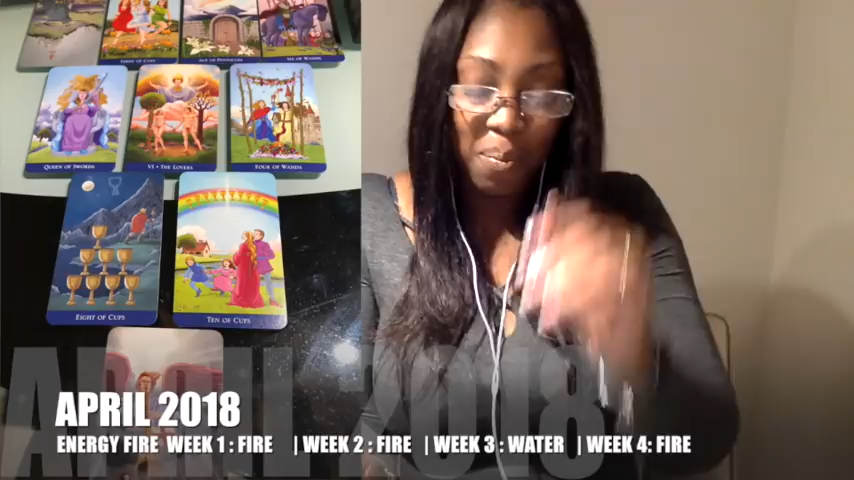 THREE OF CUPS
ACE OF PENTACLES
SIX OF WANDS
QUEEN OF SWORDS
VI • THE LOVERS
FOUR OF WANDS
EIGHT OF CUPS
TEN OF CUPS
APRIL 2018
APRIL 2018
ENERGY FIRE WEEK 1 : FIRE | WEEK 2 : FIRE | WEEK 3 : WATER | WEEK 4: FIRE